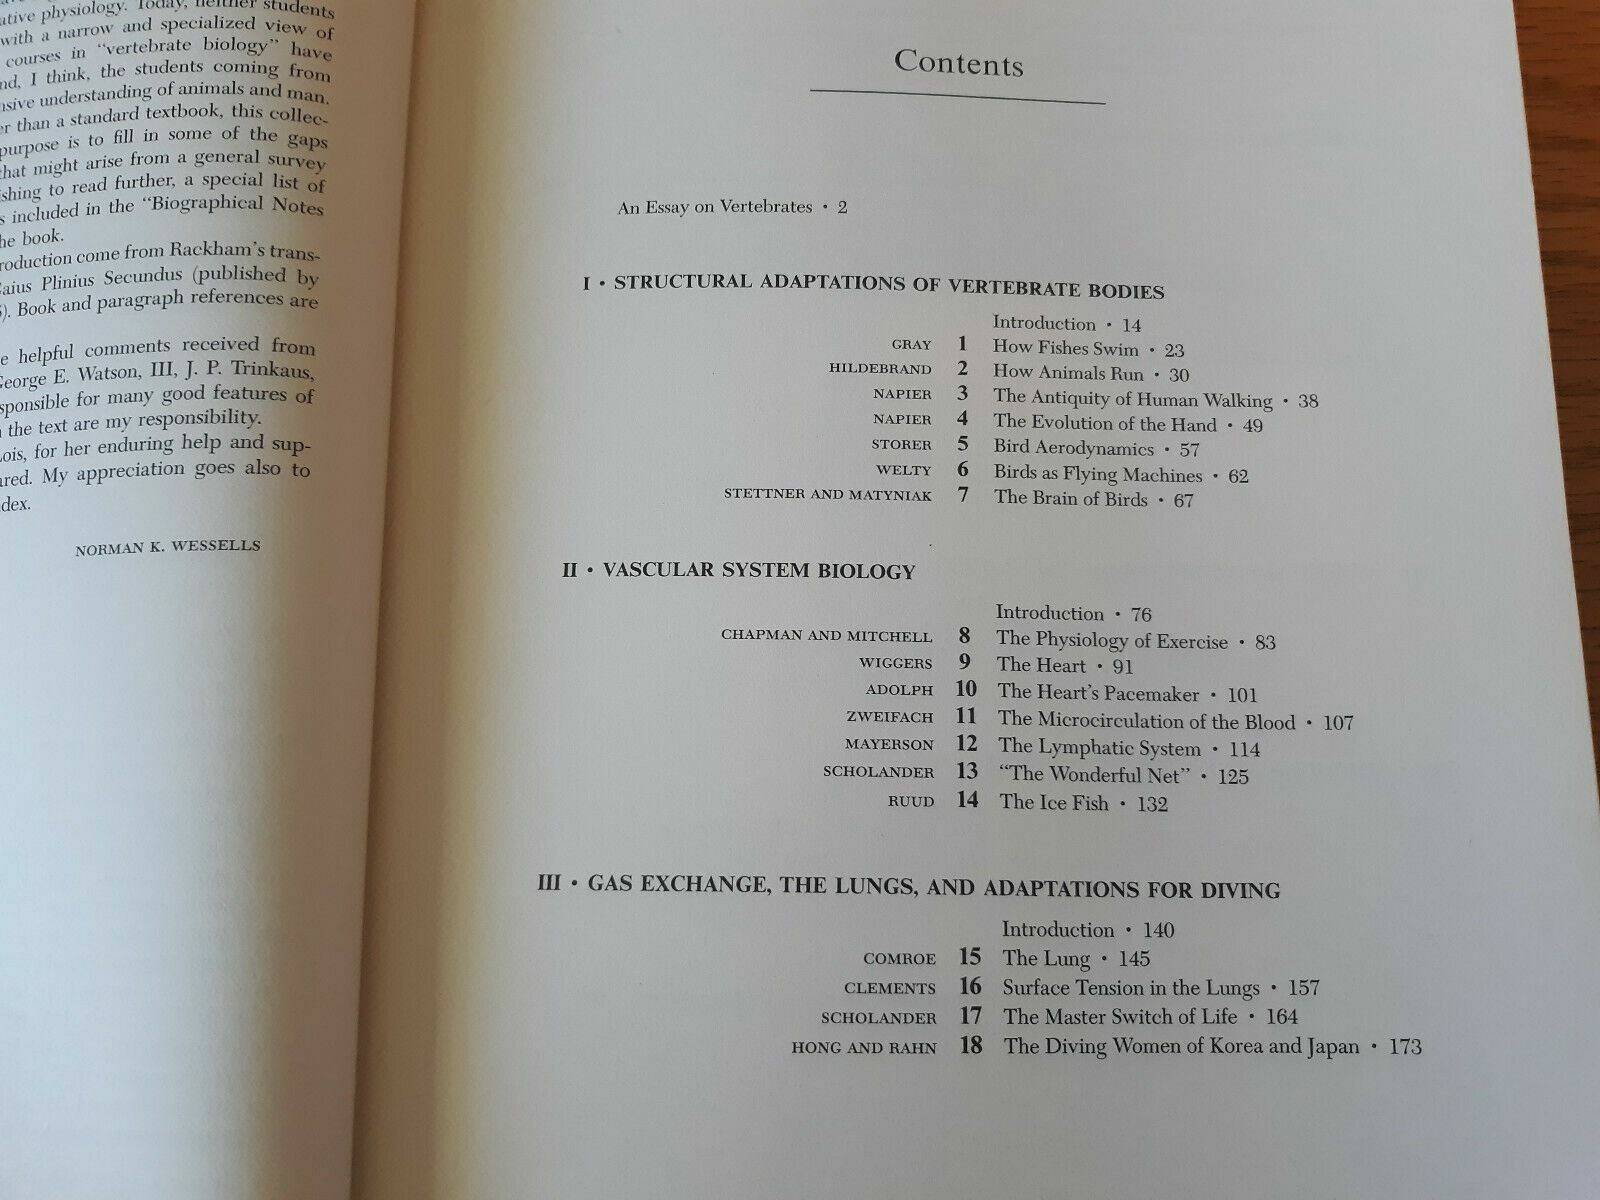 ative physiology. Today, neither students
with a narrow and specialized view of
courses in "vertebrate biology" have
nd, I think, the students coming from
nsive understanding of animals and man.
er than a standard textbook, this collec-
purpose is to fill in some of the gaps
that might arise from a general survey
shing to read further, a special list of
s included in the "Biographical Notes
he book.
roduction come from Rackham's trans-
Caius Plinius Secundus (published by
). Book and paragraph references are
e helpful comments received from
George E. Watson, III, J. P. Trinkaus,
sponsible for many good features of
the text are my responsibility.
Lois, for her enduring help and sup-
ared. My appreciation goes also to
dex.
NORMAN K. WESSELLS
Contents
An Essay on Vertebrates • 2
I • STRUCTURAL ADAPTATIONS OF VERTEBRATE BODIES
Introduction • 14
GRAY 1 How Fishes Swim • 23
HILDEBRAND 2 How Animals Run • 30
NAPIER 3 The Antiquity of Human Walking • 38
NAPIER 4 The Evolution of the Hand • 49
STORER 5 Bird Aerodynamics • 57
WELTY 6 Birds as Flying Machines • 62
STETTNER AND MATYNIAK 7 The Brain of Birds • 67
II • VASCULAR SYSTEM BIOLOGY
Introduction • 76
CHAPMAN AND MITCHELL 8 The Physiology of Exercise • 83
WIGGERS 9 The Heart • 91
ADOLPH 10 The Heart's Pacemaker • 101
ZWEIFACH 11 The Microcirculation of the Blood • 107
MAYERSON 12 The Lymphatic System • 114
SCHOLANDER 13 "The Wonderful Net" • 125
RUUD 14 The Ice Fish • 132
III • GAS EXCHANGE, THE LUNGS, AND ADAPTATIONS FOR DIVING
Introduction • 140
COMROE 15 The Lung • 145
CLEMENTS 16 Surface Tension in the Lungs • 157
SCHOLANDER 17 The Master Switch of Life • 164
HONG AND RAHN 18 The Diving Women of Korea and Japan • 173